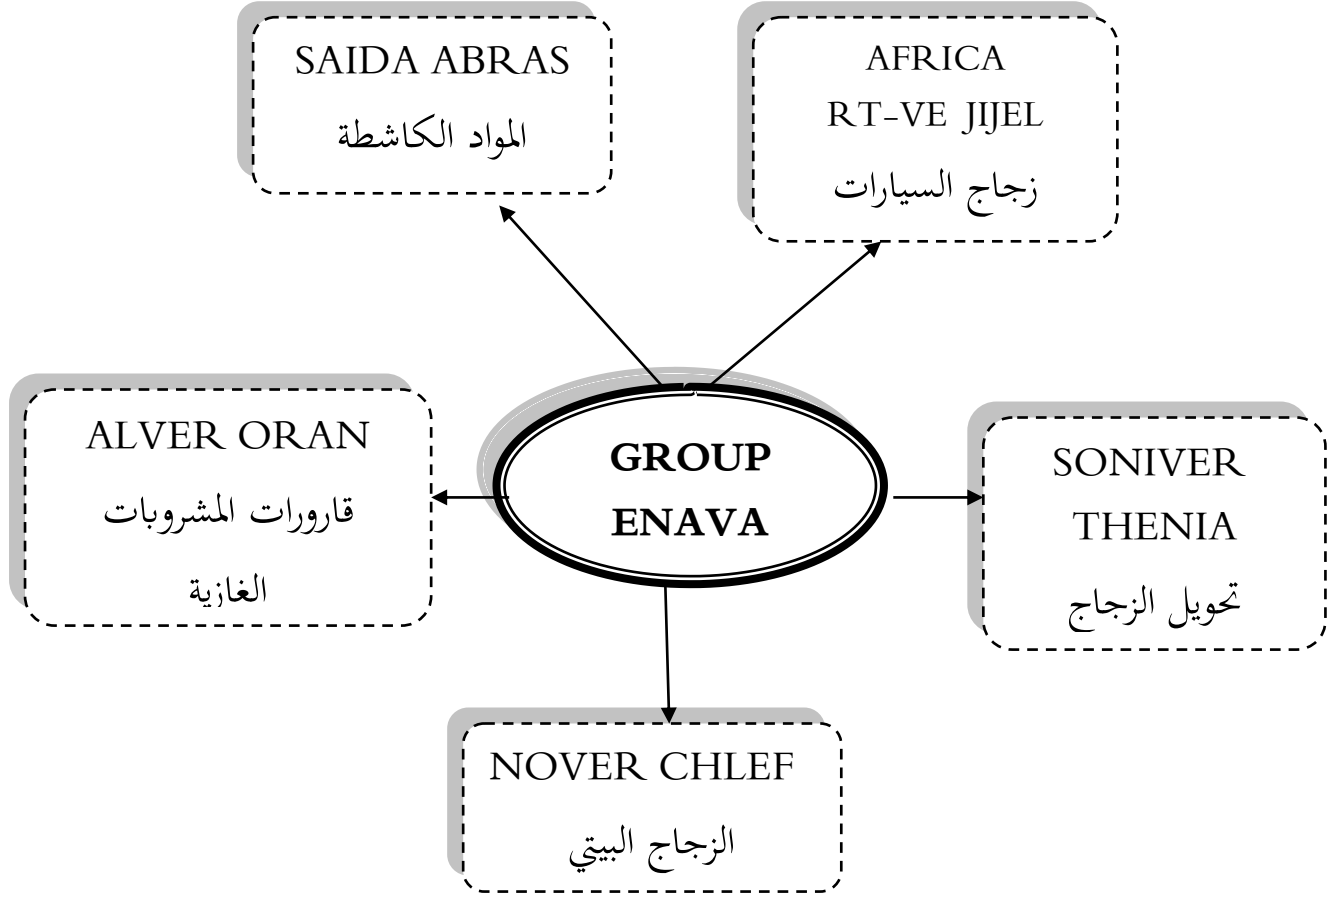 SAIDA ABRAS
المواد الكاشطة
AFRICA
RT-VE JIJEL
زجاج السيارات
ALVER ORAN
قارورات المشروبات
الغازية
GROUP
ENAVA
SONIVER
THENIA
تحويل الزجاج
NOVER CHLEF
الزجاج البيتي